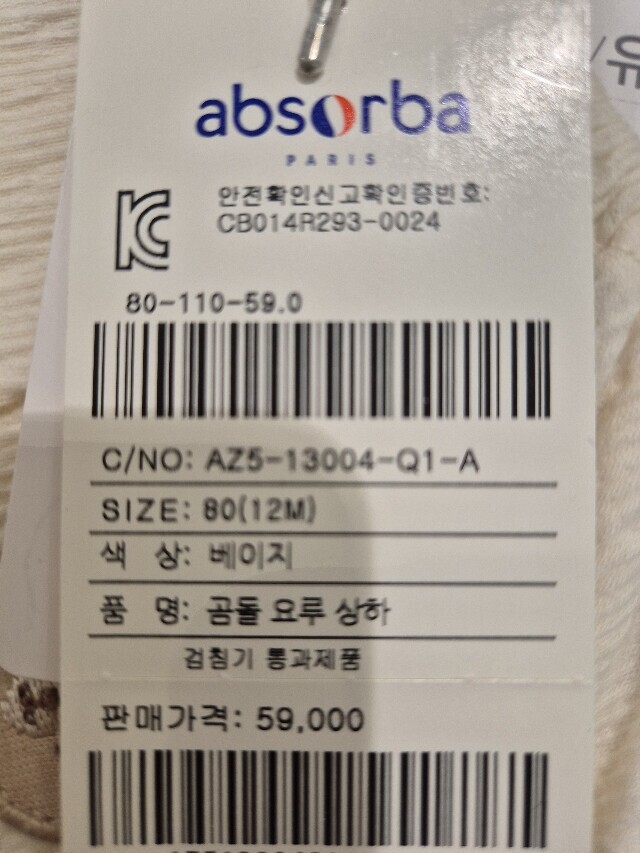 /유
absorba
PARIS
안전확인신고확인증번호:
CB014R293-0024
80-110-59.0
C/NO: AZ5-13004-Q1-A
SIZE: 80(12M)
색 상: 베이지
품 명: 곰돌 요루 상하
검침기 통과제품
판매가격: 59,000